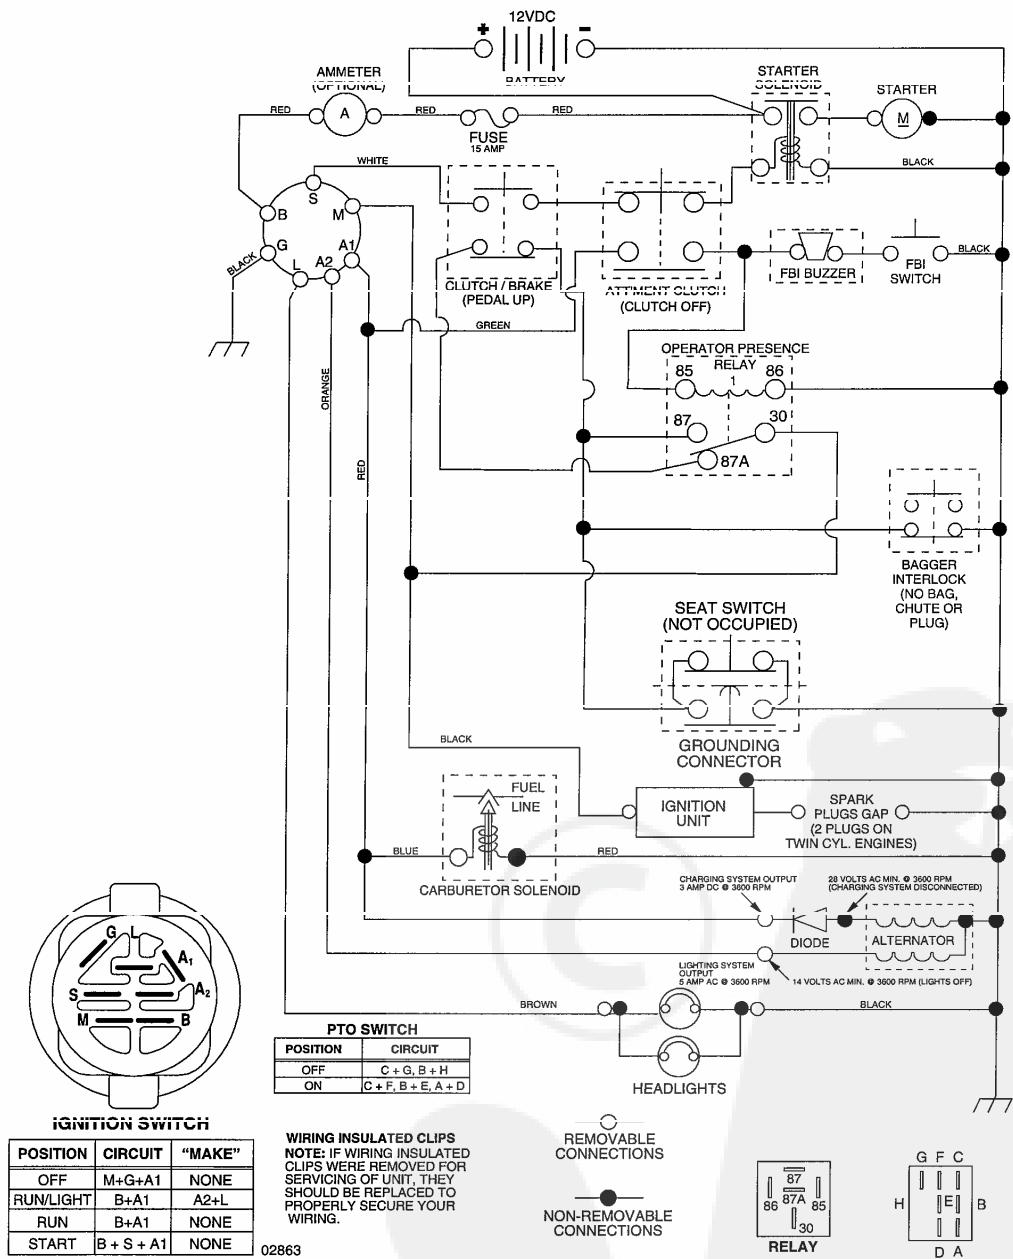 12VDC
+
-
BATTERY
AMMETER
(OPTIONAL)
A
RED
RED
RED
FUSE
15 AMP
STARTER
SOLENOID
STARTER
M
BLACK
WHITE
S
B
M
G
A1
A2
L
BLACK
CLUTCH / BRAKE
(PEDAL UP)
ATT'MENT CLUTCH
(CLUTCH OFF)
FBI BUZZER
FBI
SWITCH
BLACK
GREEN
ORANGE
RED
OPERATOR PRESENCE
RELAY
85
86
87
30
87A
BAGGER
INTERLOCK
(NO BAG,
CHUTE OR
PLUG)
SEAT SWITCH
(NOT OCCUPIED)
GROUNDING
CONNECTOR
BLACK
FUEL
LINE
IGNITION
UNIT
SPARK
PLUGS GAP
(2 PLUGS ON
TWIN CYL. ENGINES)
BLUE
RED
CARBURETOR SOLENOID
CHARGING SYSTEM OUTPUT
3 AMP DC @ 3600 RPM
28 VOLTS AC MIN. @ 3600 RPM
(CHARGING SYSTEM DISCONNECTED)
DIODE
ALTERNATOR
LIGHTING SYSTEM
OUTPUT
5 AMP AC @ 3600 RPM
14 VOLTS AC MIN. @ 3600 RPM (LIGHTS OFF)
BROWN
BLACK
HEADLIGHTS
G
L
A1
S
A2
M
B
IGNITION SWITCH
POSITION CIRCUIT "MAKE"
OFF M+G+A1 NONE
RUN/LIGHT B+A1 A2+L
RUN B+A1 NONE
START B + S + A1 NONE
PTO SWITCH
POSITION CIRCUIT
OFF C + G, B + H
ON C + F, B + E, A + D
WIRING INSULATED CLIPS
NOTE: IF WIRING INSULATED
CLIPS WERE REMOVED FOR
SERVICING OF UNIT, THEY
SHOULD BE REPLACED TO
PROPERLY SECURE YOUR
WIRING.
02863
REMOVABLE
CONNECTIONS
NON-REMOVABLE
CONNECTIONS
87
87A
86
85
30
RELAY
G F C
H
E
B
D A
©